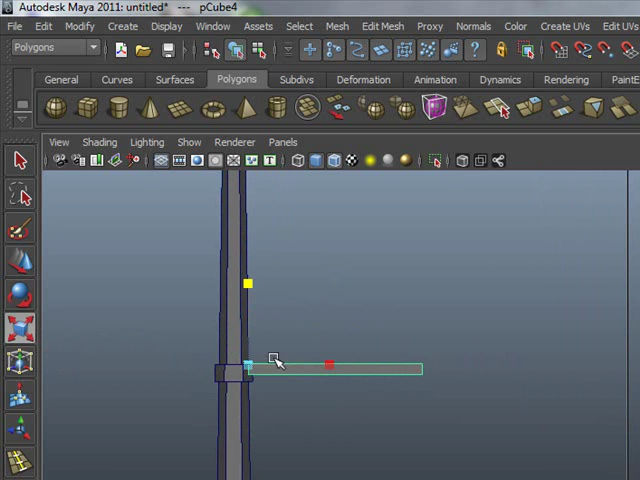 Autodesk Maya 2011: untitled* --- pCube4
File Edit Modify Create Display Window Assets Select Mesh Edit Mesh Proxy Normals Color Create UVs Edit UVs
Polygons
General Curves Surfaces Polygons Subdivs Deformation Animation Dynamics Rendering PaintE
View Shading Lighting Show Renderer Panels